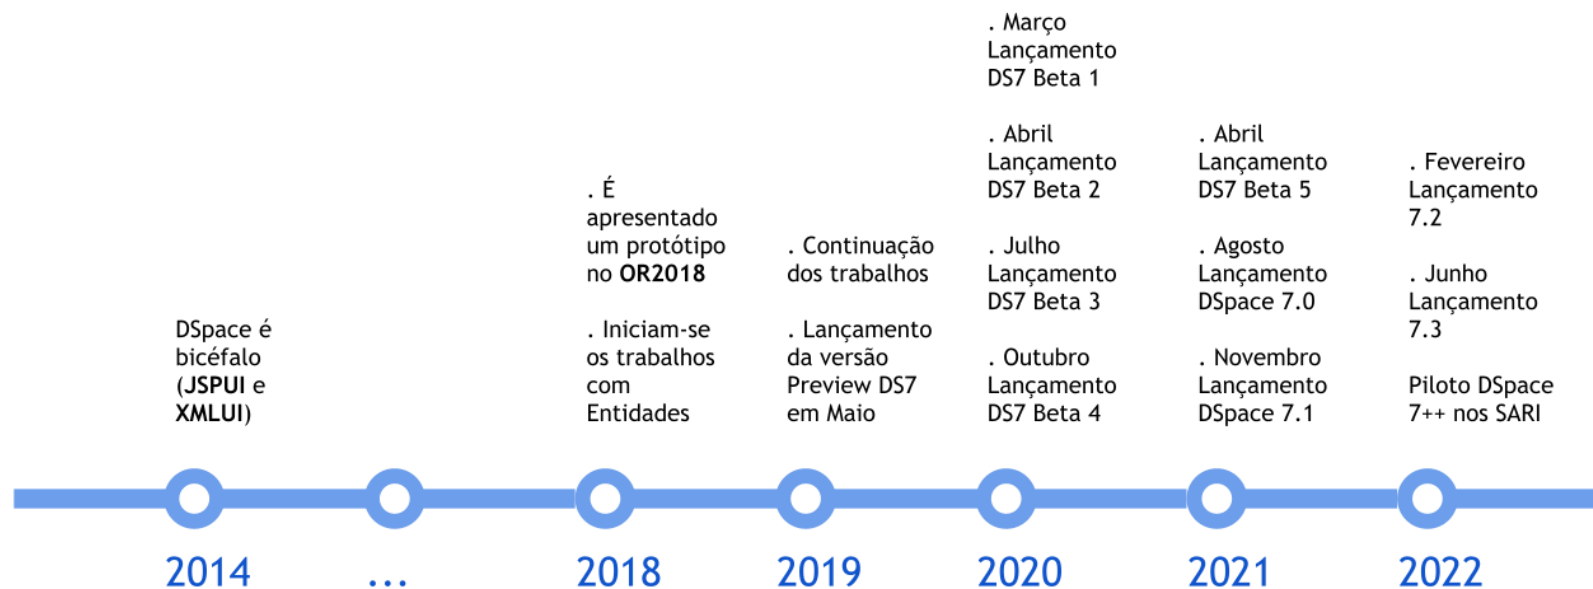 DSpace é
bicéfalo
(JSPUI e
XMLUI)
. É
apresentado
um protótipo
no OR2018
. Iniciam-se
os trabalhos
com
Entidades
. Continuação
dos trabalhos
. Lançamento
da versão
Preview DS7
em Maio
. Março
Lançamento
DS7 Beta 1
. Abril
Lançamento
DS7 Beta 2
. Julho
Lançamento
DS7 Beta 3
. Outubro
Lançamento
DS7 Beta 4
. Abril
Lançamento
DS7 Beta 5
. Agosto
Lançamento
DSpace 7.0
. Novembro
Lançamento
DSpace 7.1
. Fevereiro
Lançamento
7.2
. Junho
Lançamento
7.3
Piloto DSpace
7++ nos SARI
2014
...
2018
2019
2020
2021
2022